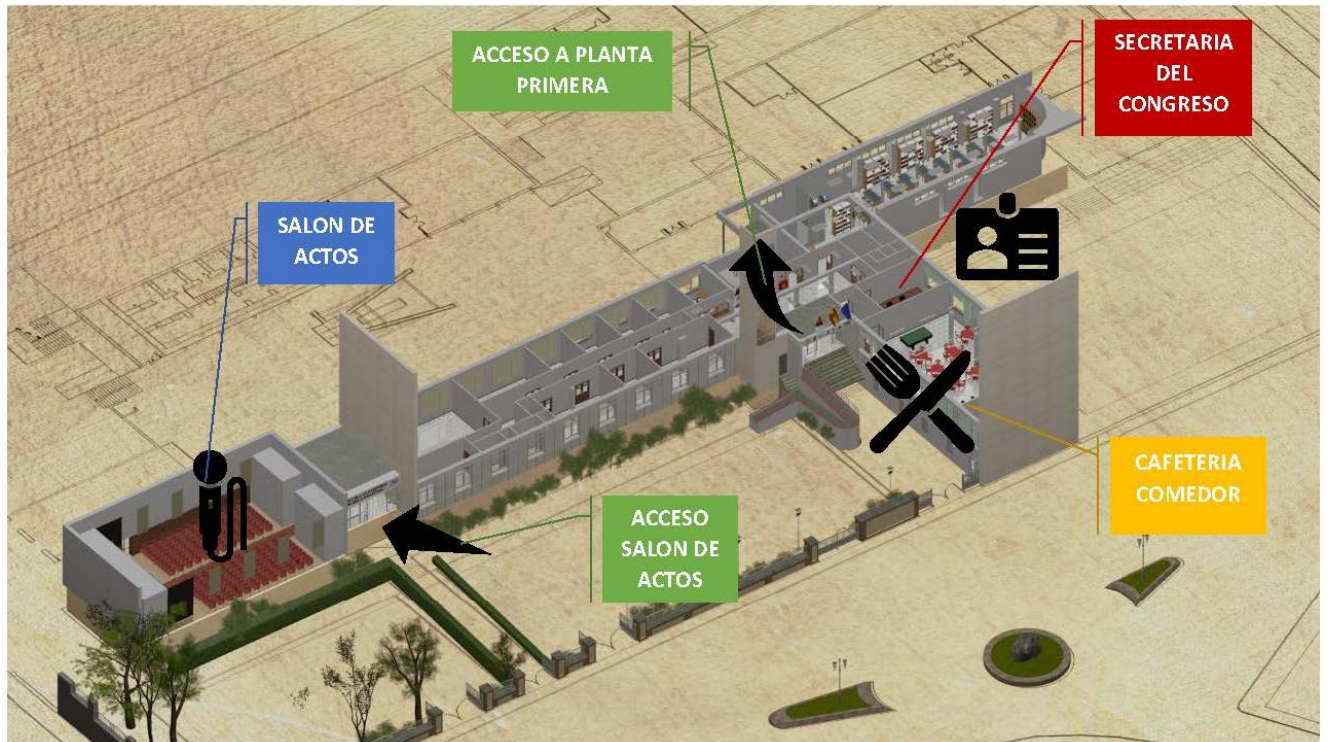 ACCESO A PLANTA
PRIMERA
SECRETARIA
DEL
CONGRESO
SALON DE
ACTOS
CAFETERIA
COMEDOR
ACCESO
SALON DE
ACTOS